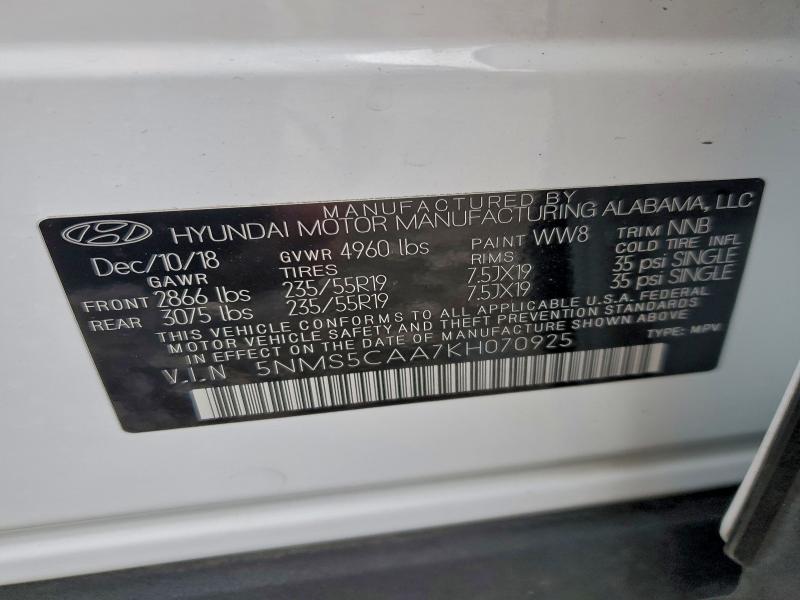 MANUFACTURED BY
HYUNDAI MOTOR MANUFACTURING ALABAMA, LLC
Dec/10/18 GVWR 4960 lbs PAINT WW8 TRIM NNB
GAWR TIRES RIMS COLD TIRE INFL
FRONT 2866 lbs 235/55R19 7.5JX19 35 psi SINGLE
REAR 3075 lbs 235/55R19 7.5JX19 35 psi SINGLE
THIS VEHICLE CONFORMS TO ALL APPLICABLE U.S.A. FEDERAL
MOTOR VEHICLE SAFETY AND THEFT PREVENTION STANDARDS
IN EFFECT ON THE DATE OF MANUFACTURE SHOWN ABOVE
V.I.N 5NMS5CAA7KH070925 TYPE: MPV